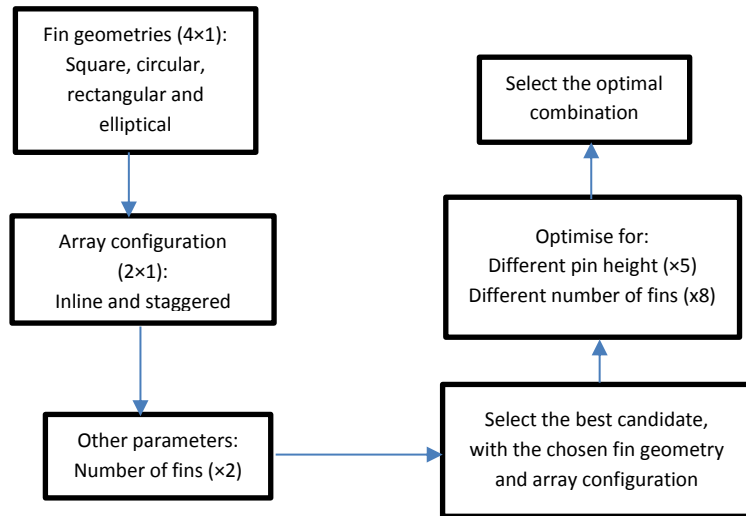 Fin geometries (4×1):
Square, circular,
rectangular and
elliptical
Array configuration
(2×1):
Inline and staggered
Other parameters:
Number of fins (×2)
Select the best candidate,
with the chosen fin geometry
and array configuration
Optimise for:
Different pin height (×5)
Different number of fins (x8)
Select the optimal
combination